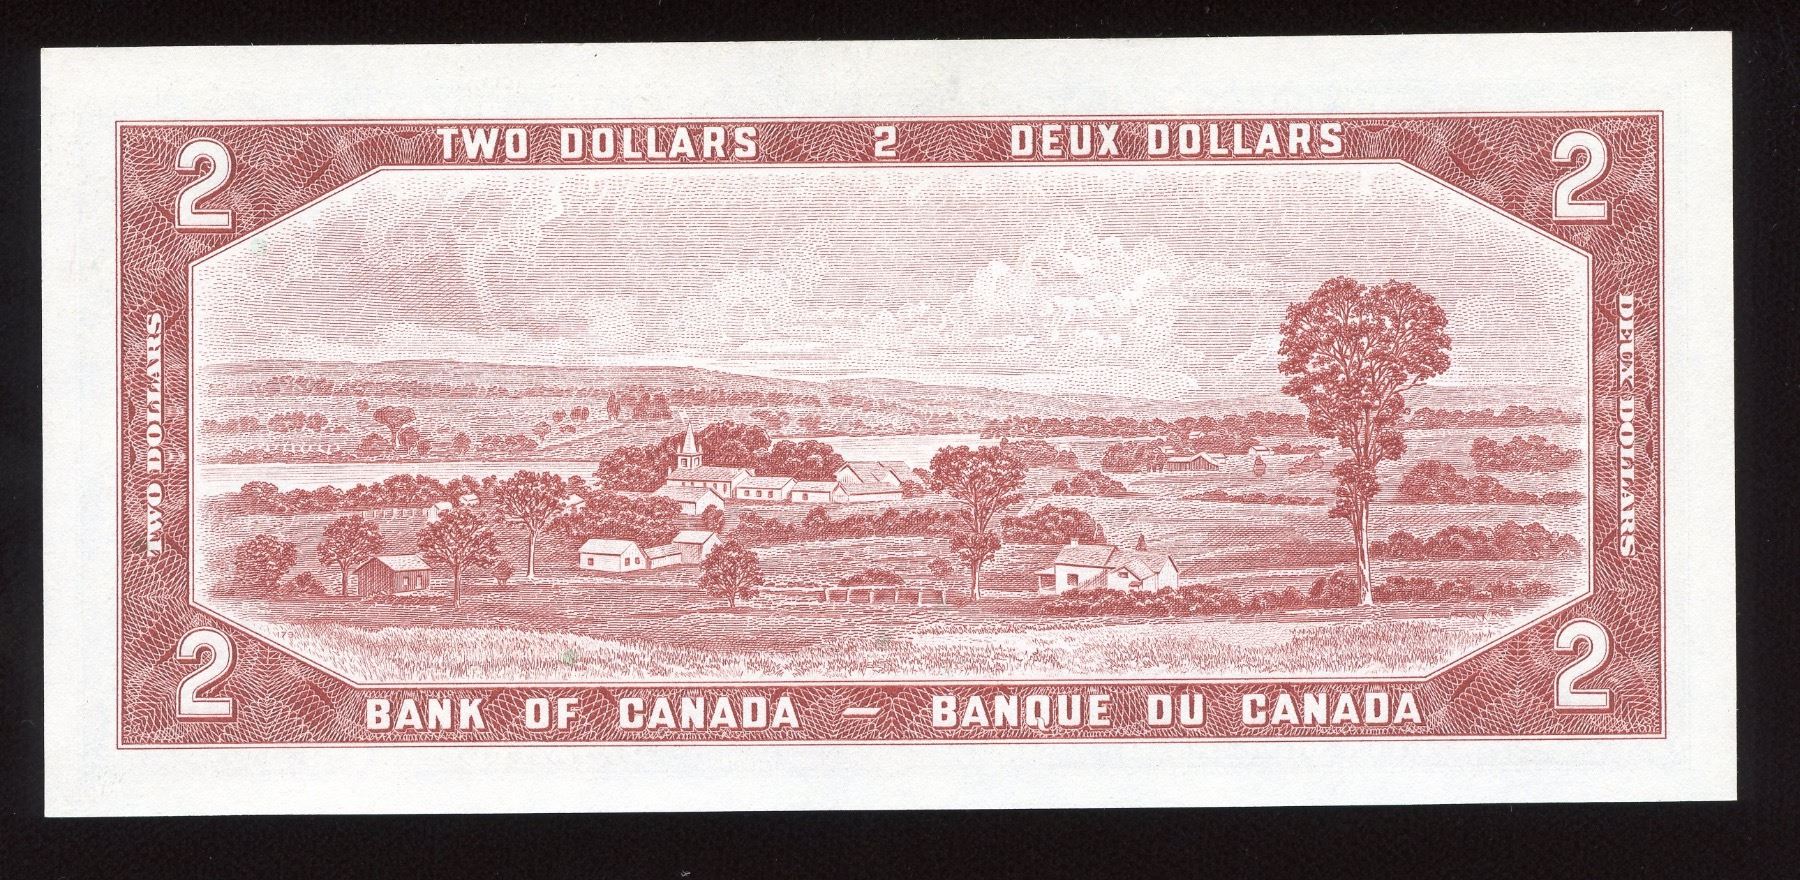 TWO DOLLARS 2 DEUX DOLLARS
2 2
TWO DOLLARS
DEUX DOLLARS
2 2
BANK OF CANADA — BANQUE DU CANADA